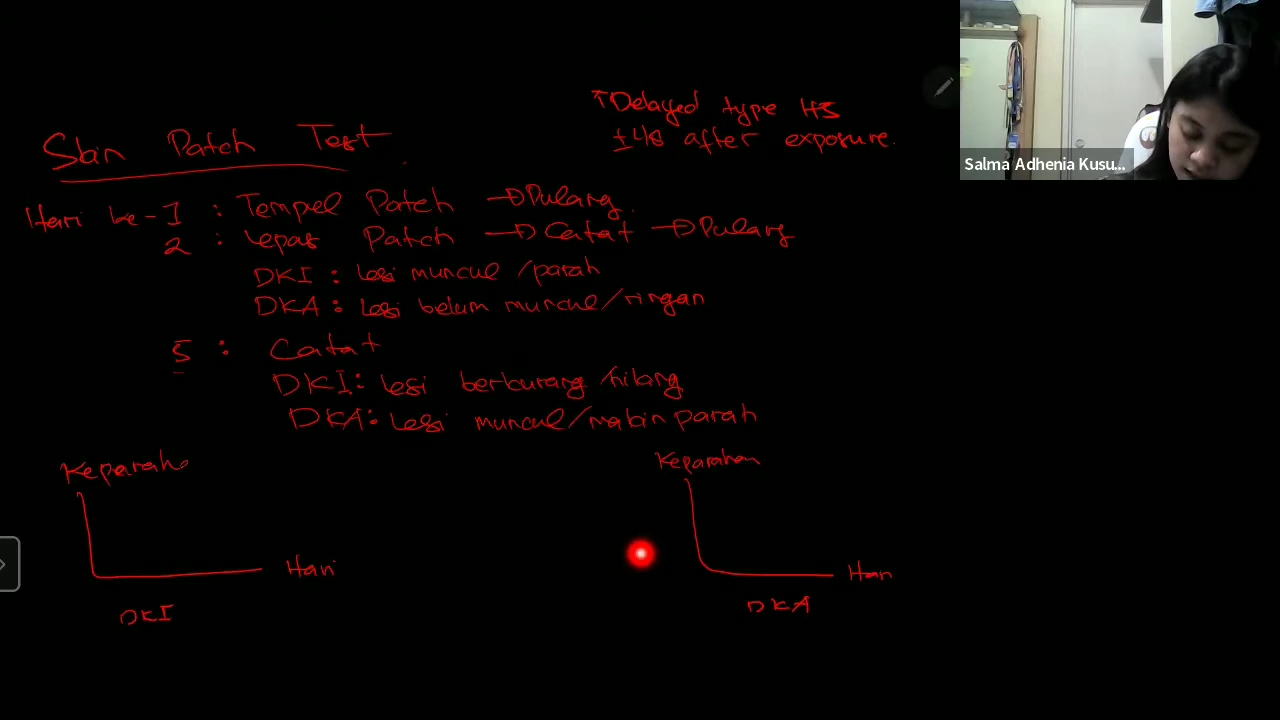 Skin Patch Test
↑Delayed type HS
±48 after exposure.
Hari ke-1 : Tempel Patch → Pulang.
2 : Lepas Patch → Catat → Pulang
DKI : lesi muncul /parah
DKA : lesi belum muncul/ringan
5 : Catat
DKI: lesi berkurang /hilang
DKA: Lesi muncul/makin parah
Keparaha
Hari
DKI
Keparahan
Hari
DKA
Salma Adhenia Kusu...